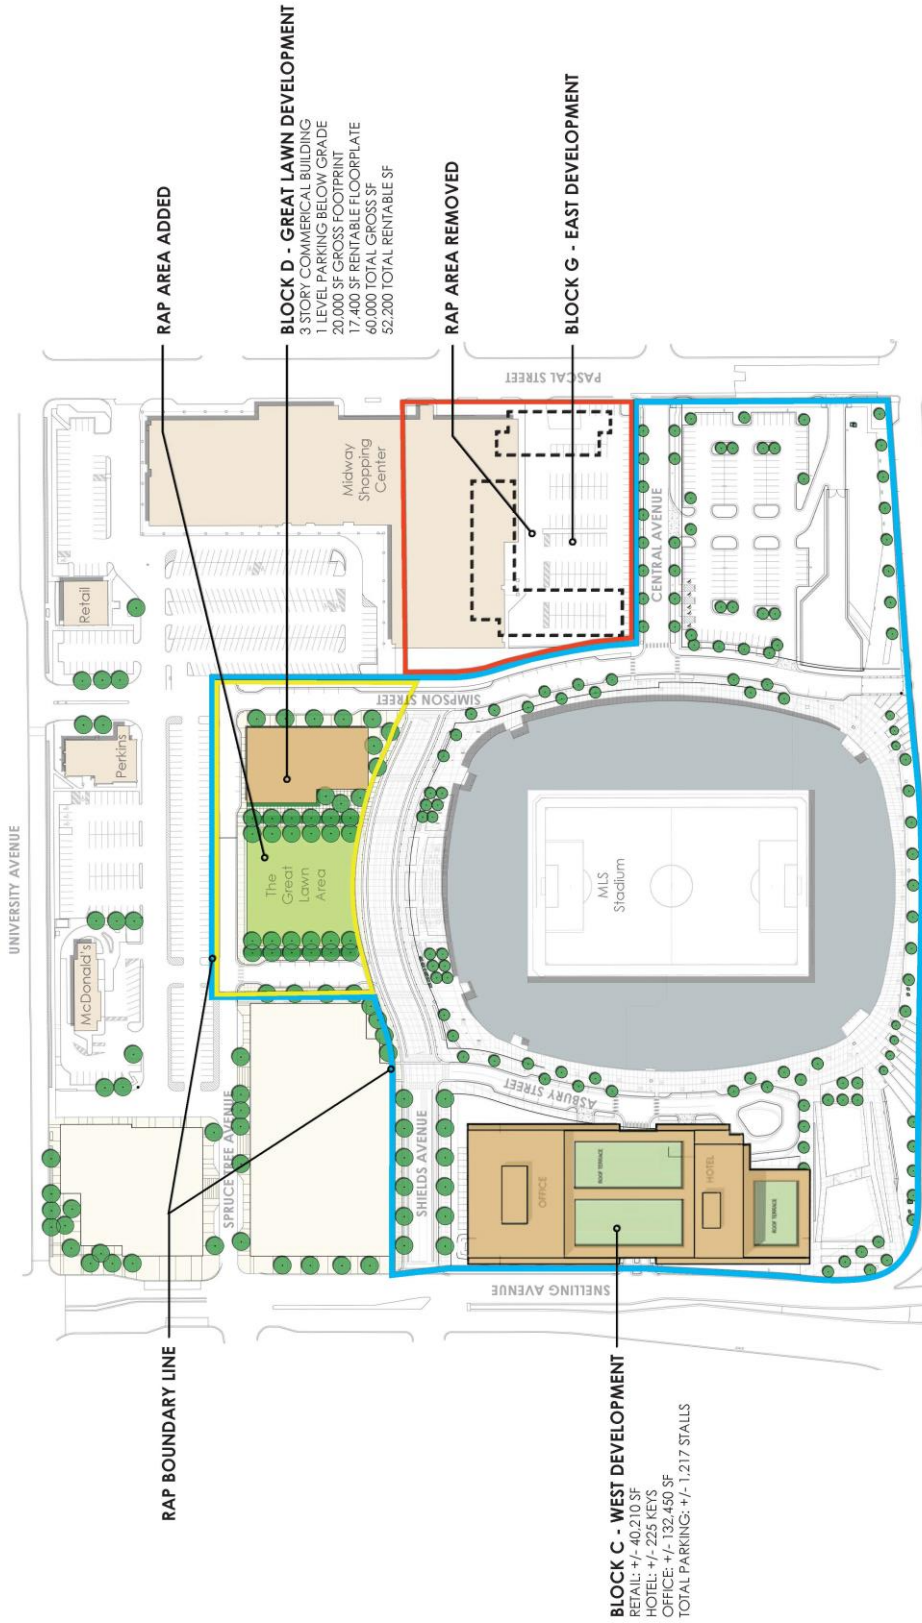 UNIVERSITY AVENUE
RAP BOUNDARY LINE
RAP AREA ADDED
BLOCK D - GREAT LAWN DEVELOPMENT
3 STORY COMMERICAL BUILDING
1 LEVEL PARKING BELOW GRADE
20,000 SF GROSS FOOTPRINT
17,400 SF RENTABLE FLOORPLATE
60,000 TOTAL GROSS SF
52,200 TOTAL RENTABLE SF
RAP AREA REMOVED
BLOCK G - EAST DEVELOPMENT
BLOCK C - WEST DEVELOPMENT
RETAIL: +/- 40,210 SF
HOTEL: +/- 225 KEYS
OFFICE: +/- 132,450 SF
TOTAL PARKING: +/- 1,217 STALLS
McDonald's
Perkins
Retail
Midway
Shopping
Center
SPRUCE TREE AVENUE
The
Great
Lawn
Area
SIMPSON STREET
PASCAL STREET
SHIELDS AVENUE
ASBURY STREET
CENTRAL AVENUE
SNELLING AVENUE
OFFICE
ROOF TERRACE
HOTEL
ROOF TERRACE
MLS
Stadium